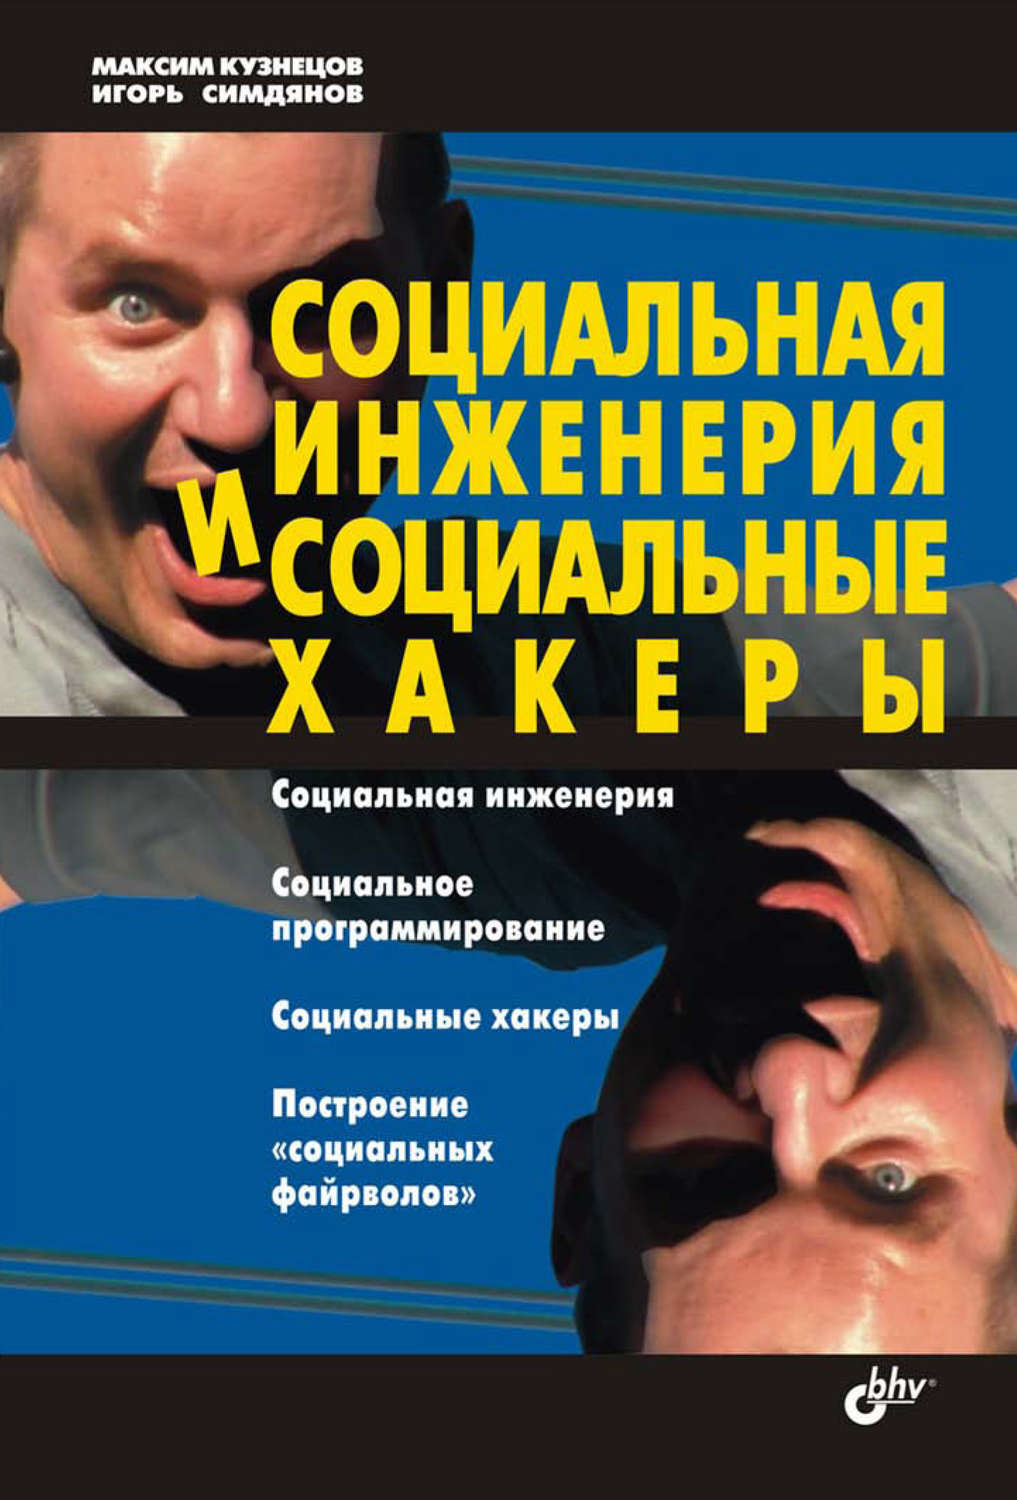 МАКСИМ КУЗНЕЦОВ
ИГОРЬ СИМДЯНОВ
СОЦИАЛЬНАЯ
ИНЖЕНЕРИЯ
И СОЦИАЛЬНЫЕ
ХАКЕРЫ
Социальная инженерия
Социальное
программирование
Социальные хакеры
Построение
«социальных
файрволов»
bhv®